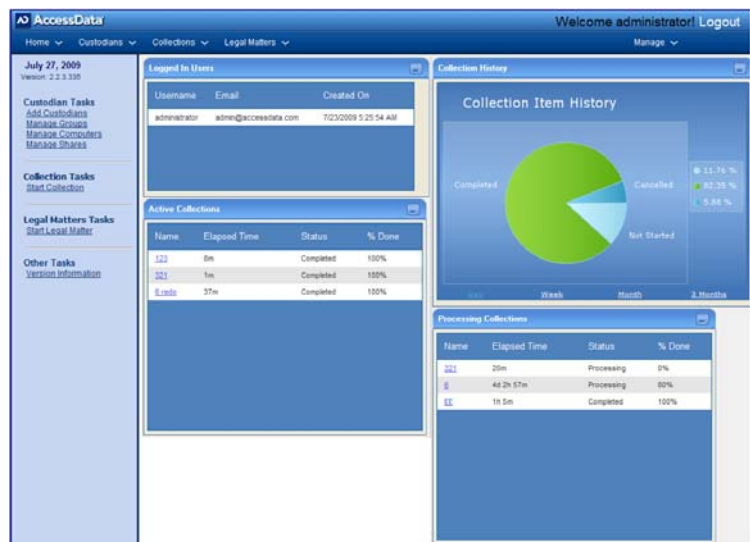 AccessData
Welcome administrator! Logout
Home Custodians Collections Legal Matters Manage
July 27, 2009
Version: 2.2.3.336
Custodian Tasks
Add Custodians
Manage Groups
Manage Computers
Manage Shares
Collection Tasks
Start Collection
Legal Matters Tasks
Start Legal Matter
Other Tasks
Version Information
Logged In Users
Username Email Created On
administrator admin@accessdata.com 7/23/2009 5:25:54 AM
Active Collections
Name Elapsed Time Status % Done
123 8m Completed 100%
321 1m Completed 100%
37m Completed 100%
Collection History
Collection Item History
Completed
Cancelled
Not Started
11.76 %
82.35 %
5.88 %
Week Month 3 Months
Processing Collections
Name Elapsed Time Status % Done
321 20m Processing 0%
4d 2h 57m Processing 60%
EE 1h 5m Completed 100%